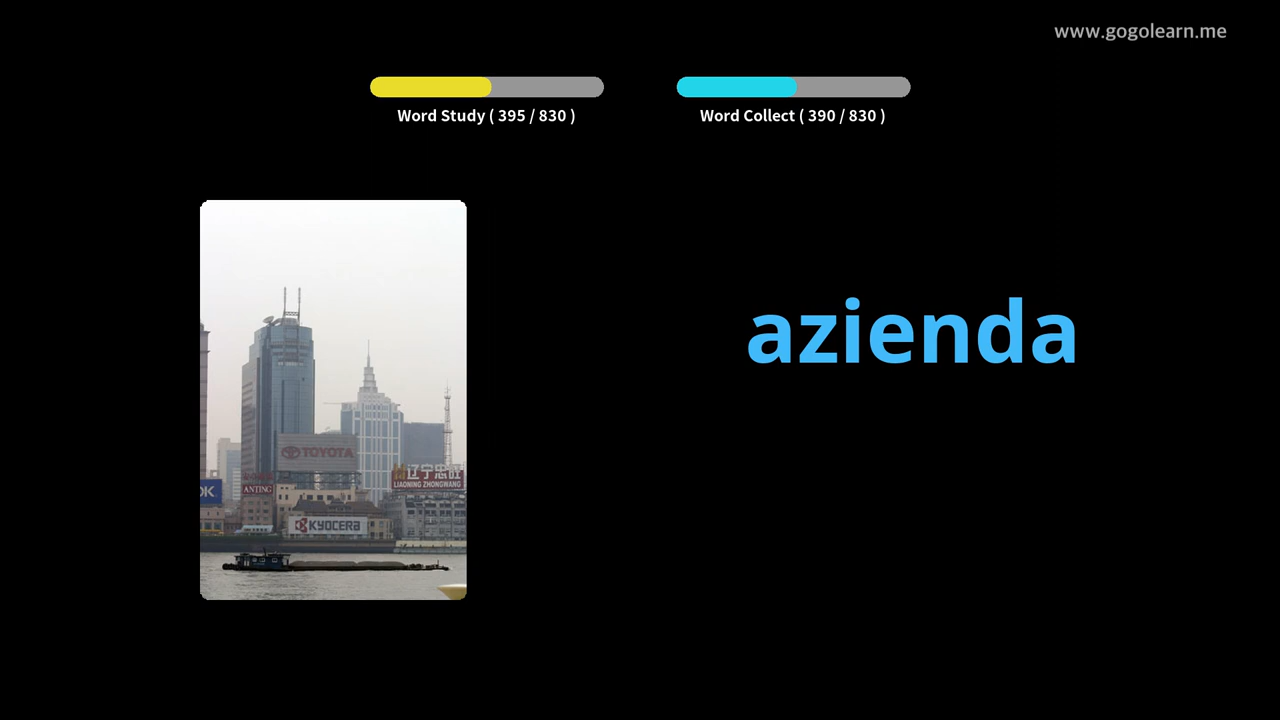 www.gogolearn.me
Word Study ( 395 / 830 )
Word Collect ( 390 / 830 )
azienda
TOYOTA
辽宁忠旺
LIAONING ZHONGWANG
OK
ANTING
KYOCERA